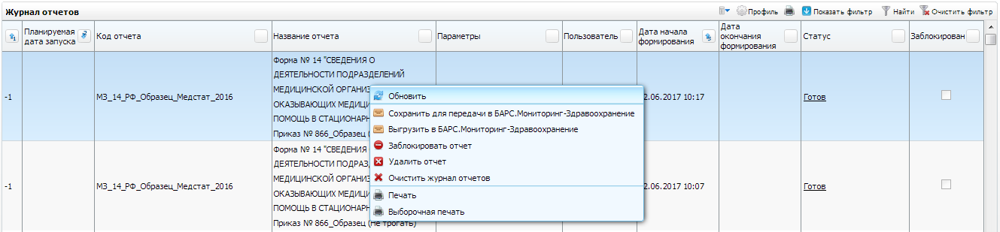 Журнал отчетов
Профиль
Показать фильтр
Найти
Очистить фильтр
1
Планируемая
дата запуска
2
Код отчета
Название отчета
Параметры
Пользователь
Дата начала
формирования
5
Дата
окончания
формирования
Статус
Заблокирован
-1
МЗ_14_РФ_Образец_Медстат_2016
Форма № 14 "СВЕДЕНИЯ О
ДЕЯТЕЛЬНОСТИ ПОДРАЗДЕЛЕНИЙ
МЕДИЦИНСКОЙ ОРГАНИЗ
ОКАЗЫВАЮЩИХ МЕДИЦИ
ПОМОЩЬ В СТАЦИОНАРН
Приказ № 866_Образец (
2.06.2017 10:17
Готов
Обновить
Сохранить для передачи в БАРС.Мониторинг-Здравоохранение
Выгрузить в БАРС.Мониторинг-Здравоохранение
Заблокировать отчет
Удалить отчет
Очистить журнал отчетов
Печать
Выборочная печать
-1
МЗ_14_РФ_Образец_Медстат_2016
Форма № 14 "СВЕДЕНИЯ
ДЕЯТЕЛЬНОСТИ ПОДРАЗ
МЕДИЦИНСКОЙ ОРГАНИЗ
ОКАЗЫВАЮЩИХ МЕДИЦИ
ПОМОЩЬ В СТАЦИОНАРН
Приказ № 866_Образец (Не трогать)
2.06.2017 10:07
Готов